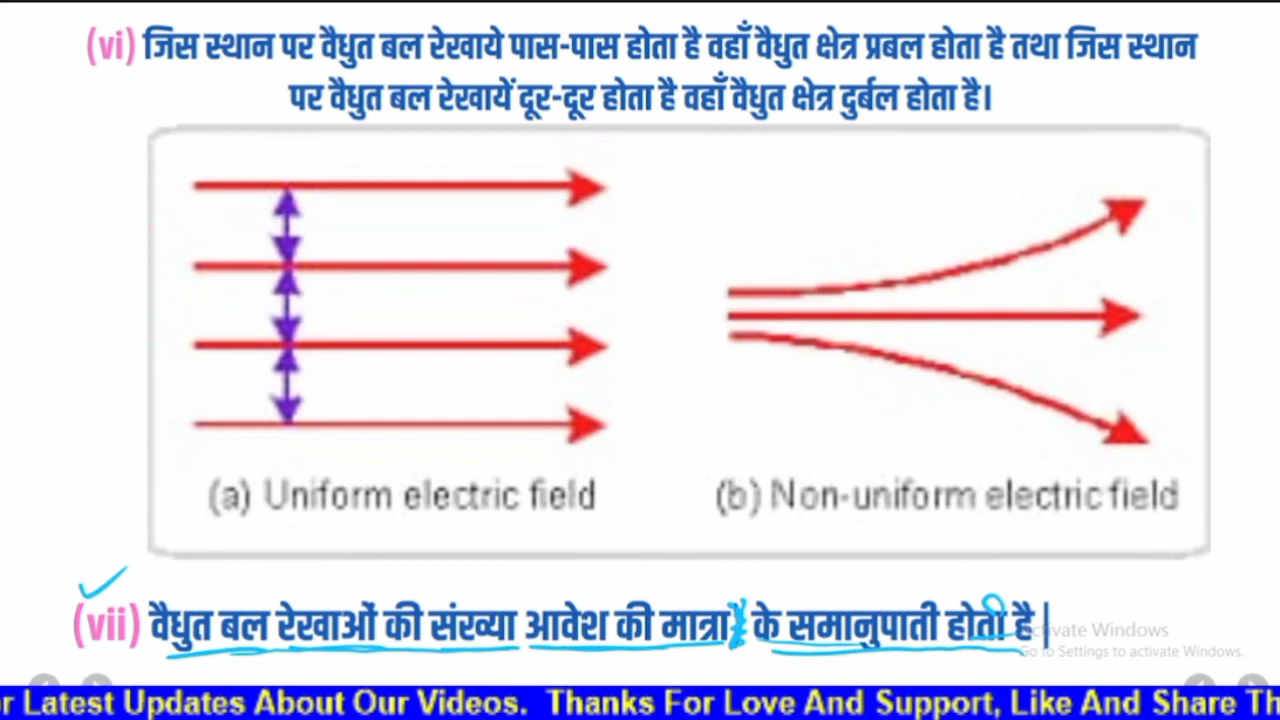 (vi) जिस स्थान पर वैधुत बल रेखाये पास-पास होता है वहाँ वैधुत क्षेत्र प्रबल होता है तथा जिस स्थान
पर वैधुत बल रेखायें दूर-दूर होता है वहाँ वैधुत क्षेत्र दुर्बल होता है।
(a) Uniform electric field
(b) Non-uniform electric field
(vii) वैधुत बल रेखाओं की संख्या आवेश की मात्रा के समानुपाती होती है |
Activate Windows
Go to Settings to activate Windows.
r Latest Updates About Our Videos. Thanks For Love And Support, Like And Share Th